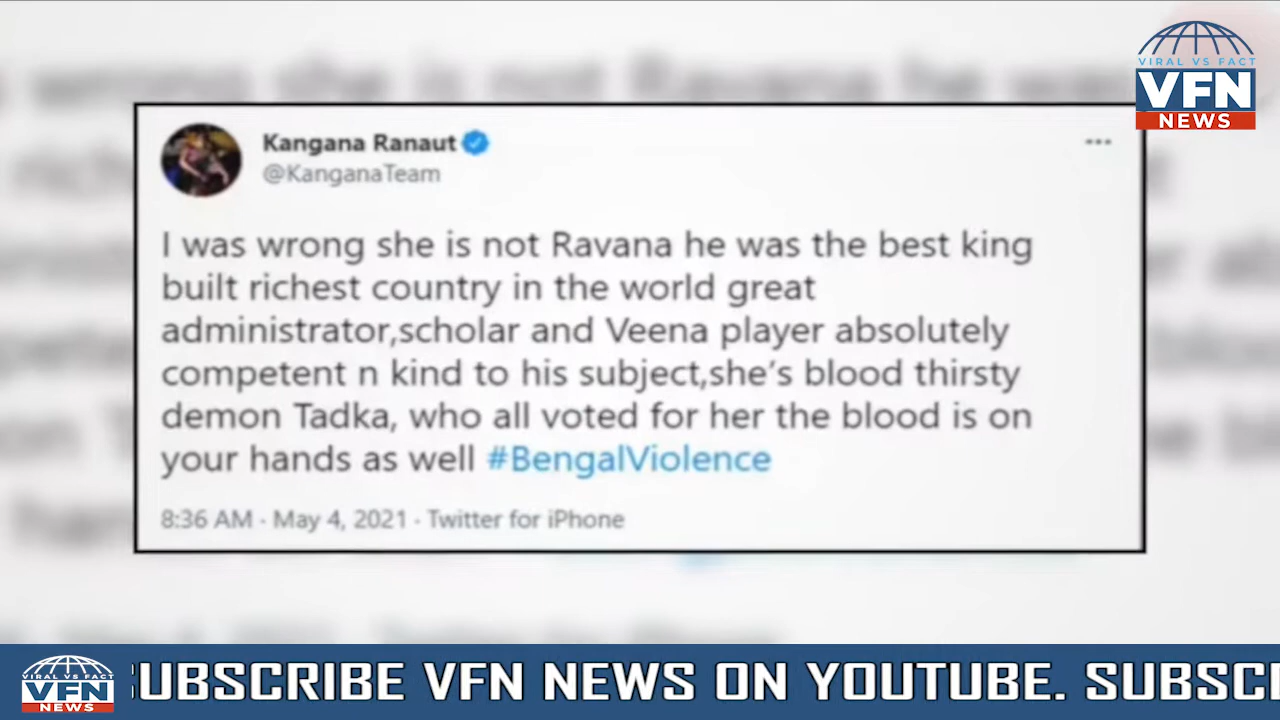 VIRAL VS FACT
VFN
NEWS
Kangana Ranaut
@KanganaTeam
I was wrong she is not Ravana he was the best king
built richest country in the world great
administrator,scholar and Veena player absolutely
competent n kind to his subject,she's blood thirsty
demon Tadka, who all voted for her the blood is on
your hands as well #BengalViolence
8:36 AM · May 4, 2021 · Twitter for iPhone
VIRAL VS FACT
VFN
NEWS
SUBSCRIBE VFN NEWS ON YOUTUBE. SUBSCI